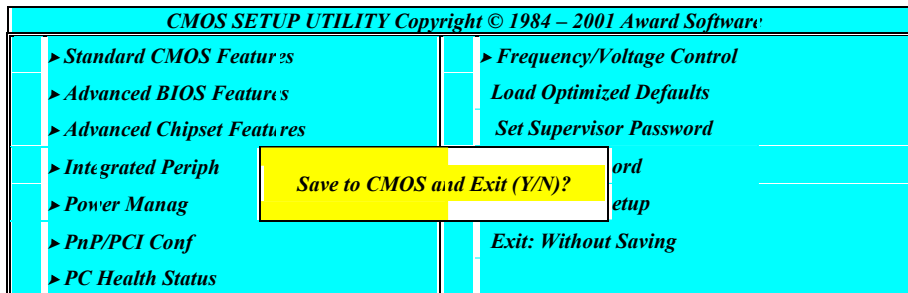 CMOS SETUP UTILITY Copyright © 1984 – 2001 Award Software
➤ Standard CMOS Features
➤ Advanced BIOS Features
➤ Advanced Chipset Features
➤ Integrated Periph
➤ Power Manag
➤ PnP/PCI Conf
➤ PC Health Status
➤ Frequency/Voltage Control
Load Optimized Defaults
Set Supervisor Password
ord
etup
Exit: Without Saving
Save to CMOS and Exit (Y/N)?